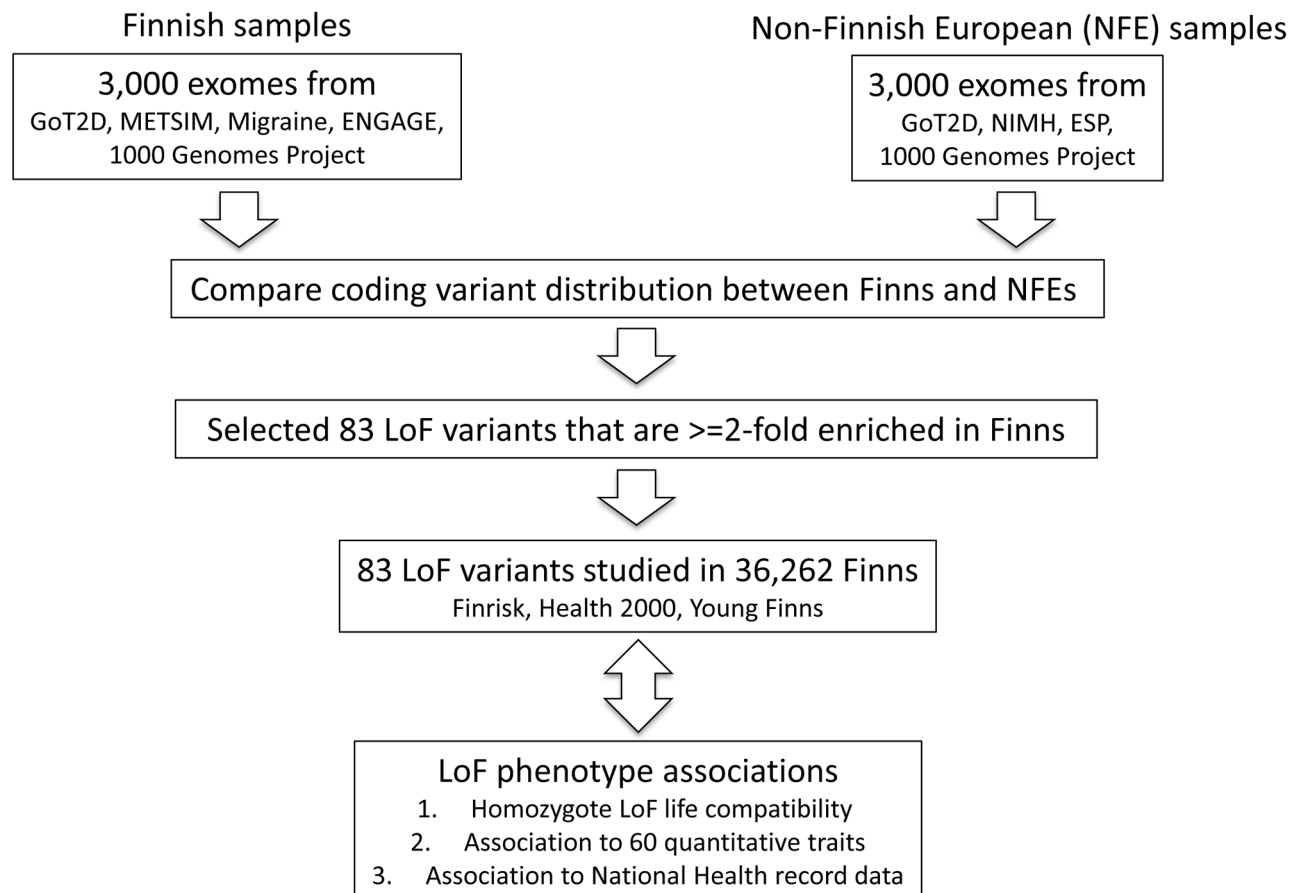 Finnish samples
3,000 exomes from
GoT2D, METSIM, Migraine, ENGAGE,
1000 Genomes Project
Non-Finnish European (NFE) samples
3,000 exomes from
GoT2D, NIMH, ESP,
1000 Genomes Project
Compare coding variant distribution between Finns and NFEs
Selected 83 LoF variants that are >=2-fold enriched in Finns
83 LoF variants studied in 36,262 Finns
Finrisk, Health 2000, Young Finns
LoF phenotype associations
1. Homozygote LoF life compatibility
2. Association to 60 quantitative traits
3. Association to National Health record data